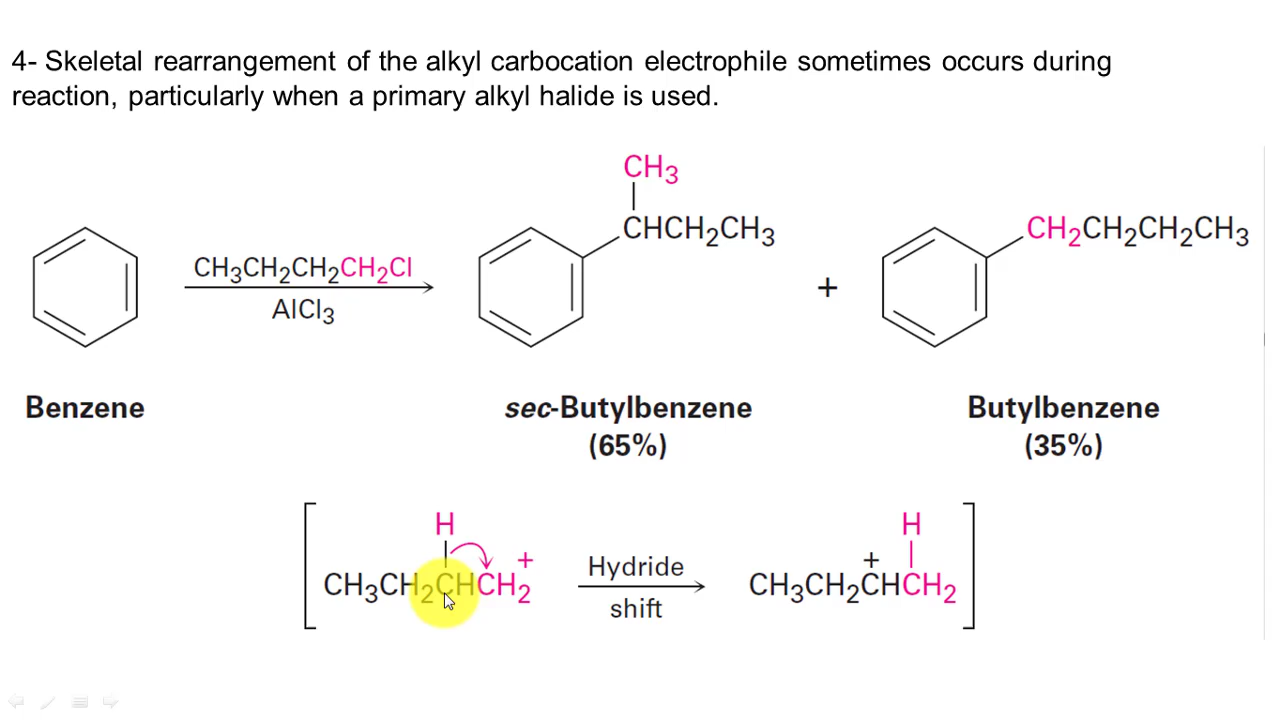 4- Skeletal rearrangement of the alkyl carbocation electrophile sometimes occurs during
reaction, particularly when a primary alkyl halide is used.
CH3
CHCH2CH3
CH2CH2CH2CH3
CH3CH2CH2CH2Cl
AlCl3
+
Benzene
sec-Butylbenzene
Butylbenzene
(65%)
(35%)
H
H
+
+
CH3CH2CHCH2
Hydride
shift
CH3CH2CHCH2